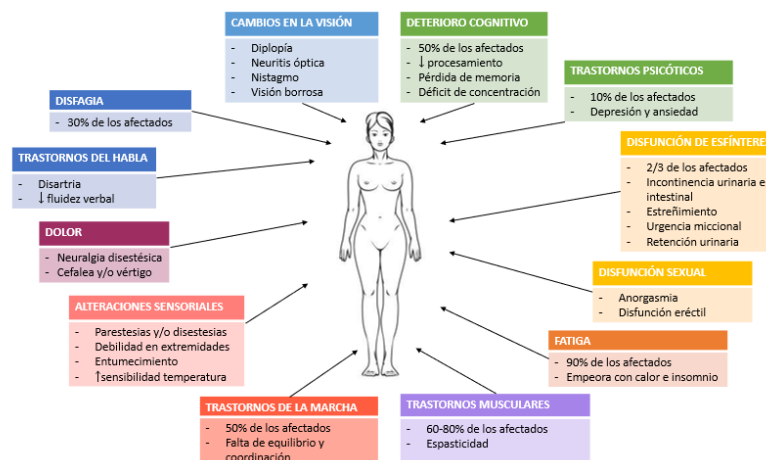 CAMBIOS EN LA VISIÓN
- Diplopía
- Neuritis óptica
- Nistagmo
- Visión borrosa
DETERIORO COGNITIVO
- 50% de los afectados
- ↓ procesamiento
- Pérdida de memoria
- Déficit de concentración
TRASTORNOS PSICÓTICOS
- 10% de los afectados
- Depresión y ansiedad
DISFAGIA
- 30% de los afectados
DISFUNCIÓN DE ESFÍNTERE
- 2/3 de los afectados
- Incontinencia urinaria e
intestinal
- Estreñimiento
- Urgencia miccional
- Retención urinaria
TRASTORNOS DEL HABLA
- Disartria
- ↓ fluidez verbal
DOLOR
- Neuralgia disestésica
- Cefalea y/o vértigo
DISFUNCIÓN SEXUAL
- Anorgasmia
- Disfunción eréctil
ALTERACIONES SENSORIALES
- Parestesias y/o disestesias
- Debilidad en extremidades
- Entumecimiento
- ↑sensibilidad temperatura
FATIGA
- 90% de los afectados
- Empeora con calor e insomnio
TRASTORNOS DE LA MARCHA
- 50% de los afectados
- Falta de equilibrio y
coordinación
TRASTORNOS MUSCULARES
- 60-80% de los afectados
- Espasticidad